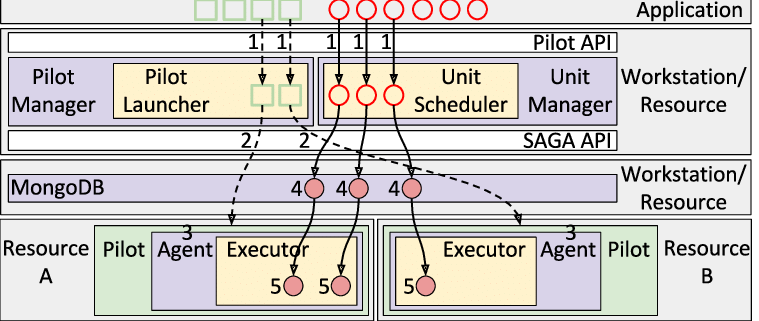 Application
1 1 1 1 1
Pilot API
Pilot Manager
Pilot Launcher
Unit Scheduler
Unit Manager
Workstation/
Resource
2 2
SAGA API
MongoDB
4 4 4
Workstation/
Resource
Resource A
Pilot
3
Agent
Executor
5 5
Executor
5
3
Agent
Pilot
Resource B